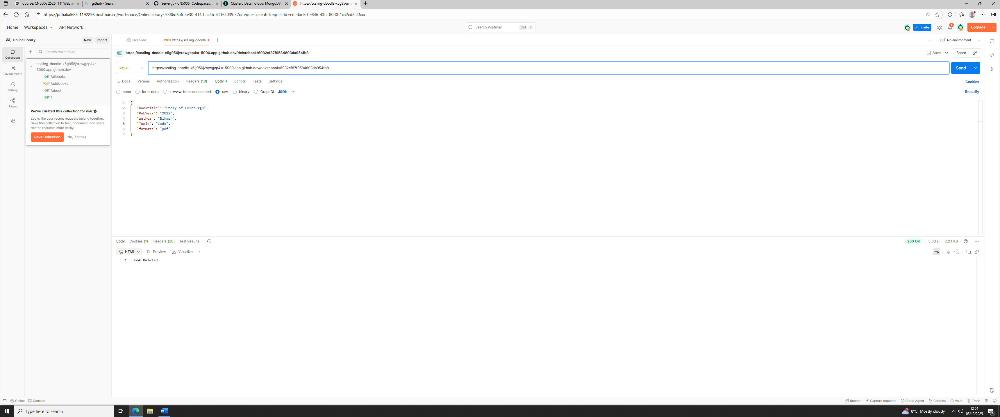 Course: CN5006 2526 (T1) Web a
github - Search
Server.js - CN5006 [Codespaces: s
Cluster0 Data | Cloud: MongoDB
https://scaling-doodle-x5g956jvr
https://pdhakal688-1192296.postman.co/workspace/OnlineLibrary~9386d6a6-4e30-414d-ac4b-41164039f37c/request/create?requestId=ededae5d-9846-43fc-80d0-1ca2cd8a46aa
Home Workspaces API Network
Search Postman Ctrl K
Invite 1 Upgrade
OnlineLibrary New Import
Overview POST https://scaling-doodle No environment
Collections
Environments
History
Flows
Search collections
scaling-doodle-x5g956jvrqwgcp4xr-
5000.app.github.dev
GET /allbooks
POST /addbooks
GET /about
GET /
We've curated this collection for you
Looks like your recent requests belong together.
Save this collection to test, document, and share
related requests more easily.
Save Collection No, Thanks
HTTP https://scaling-doodle-x5g956jvrqwgcp4xr-5000.app.github.dev/deletebook/6932cf87f9584803da954fb8 Save Share
POST https://scaling-doodle-x5g956jvrqwgcp4xr-5000.app.github.dev/deletebook/6932cf87f9584803da954fb8 Send
Docs Params Authorization Headers (10) Body Scripts Tests Settings Cookies
none form-data x-www-form-urlencoded raw binary GraphQL JSON Beautify
1 {
2 "booktitle": "Story of Edinburgh",
3 "PubYear": "2022",
4 "author": "Bikash",
5 "Topic": "Lado",
6 "formate": "pdf"
7 }
Body Cookies (1) Headers (30) Test Results 200 OK 3.33 s 2.21 KB
HTML Preview Visualize
1 Book Deleted
Online Console Runner Capture requests Cloud Agent Cookies Vault Trash
Type here to search
8°C Mostly cloudy
12:54
05/12/2025
4